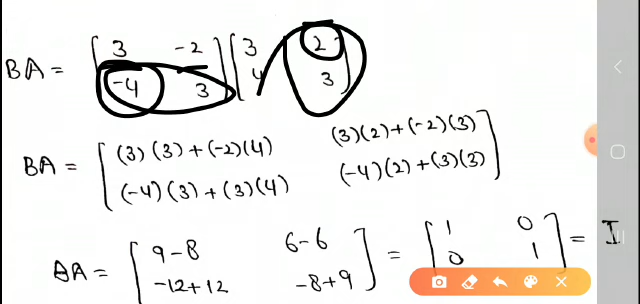 BA = [ 3 -2 ] [ 3 2 ]
[ -4 3 ] [ 4 3 ]
BA = [ (3)(3)+(-2)(4) (3)(2)+(-2)(3) ]
[ (-4)(3)+(3)(4) (-4)(2)+(3)(3) ]
BA = [ 9-8 6-6 ] = [ 1 0 ] = I
[ -12+12 -8+9 ] [ 0 1 ]